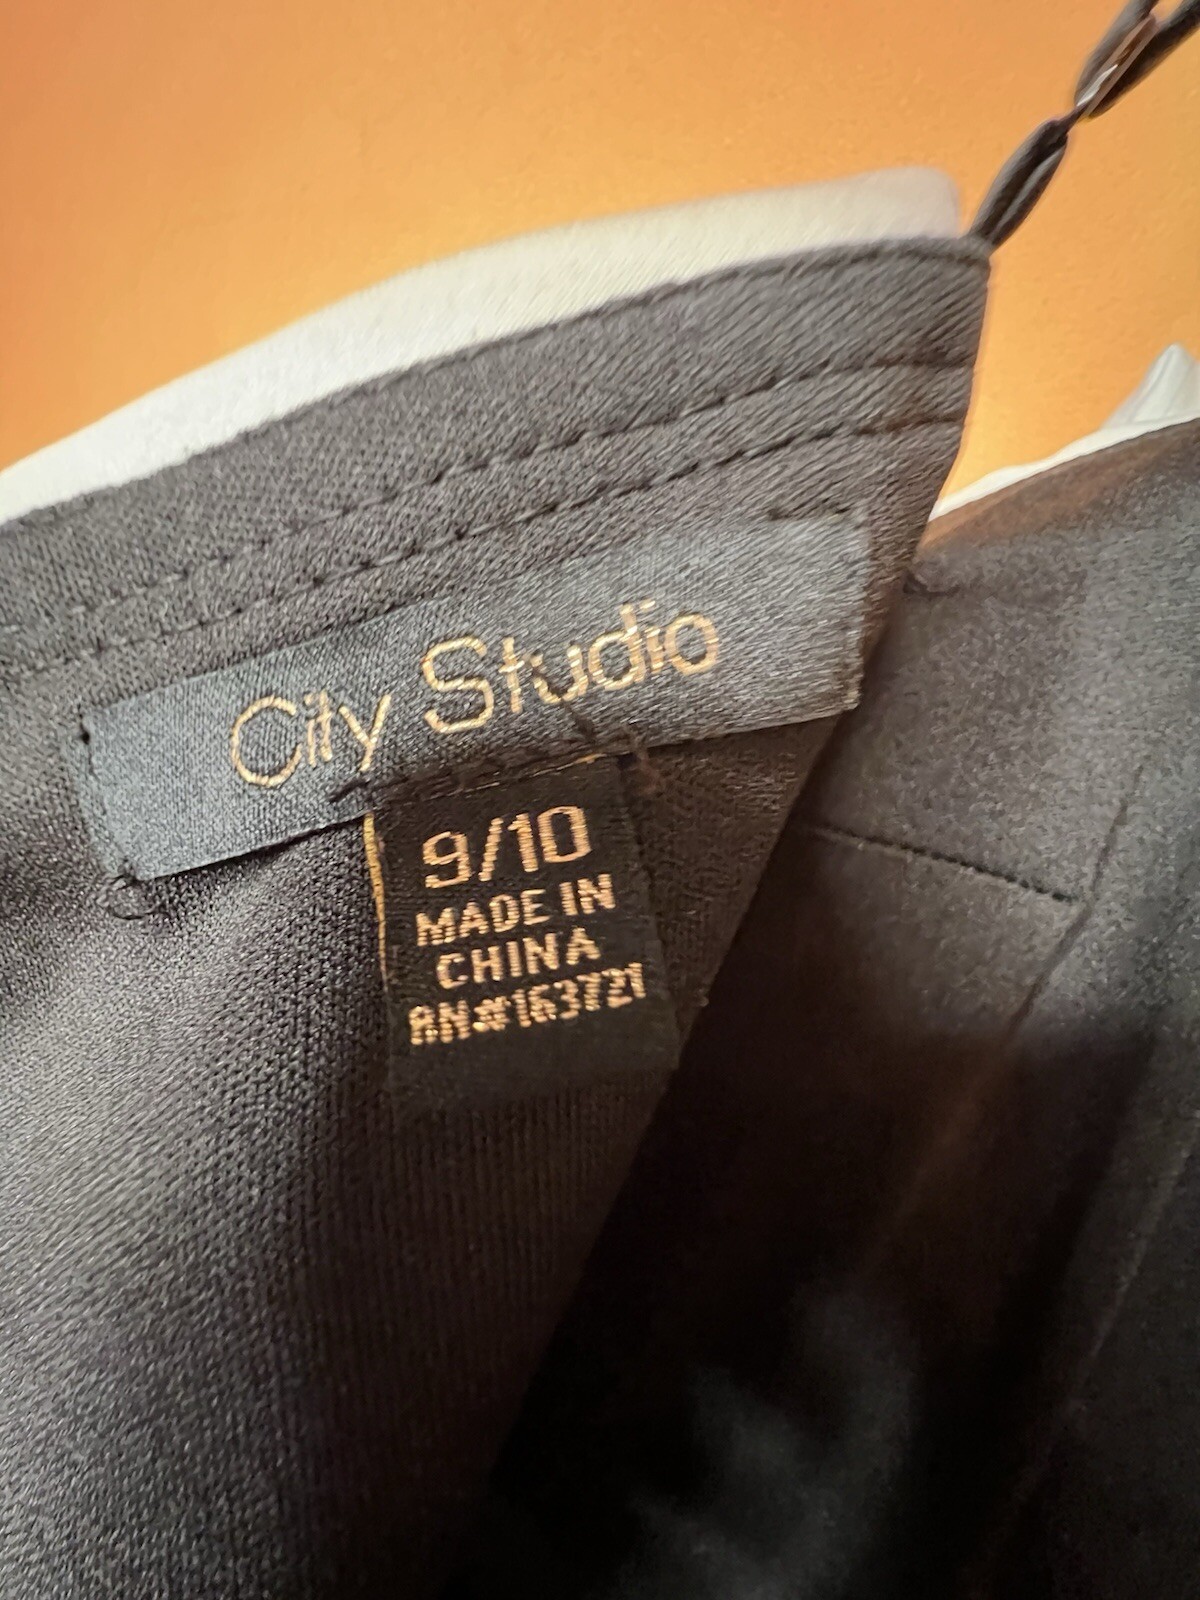 City Studio
9/10
MADE IN
CHINA
RN#163721